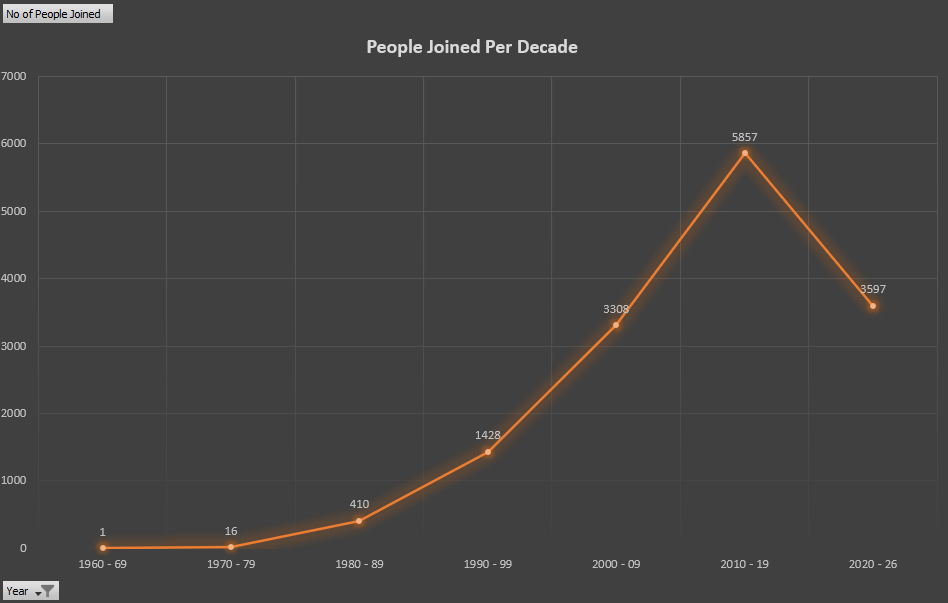 No of People Joined
People Joined Per Decade
7000
6000
5000
4000
3000
2000
1000
0
1
16
410
1428
3308
5857
3597
1960 - 69
1970 - 79
1980 - 89
1990 - 99
2000 - 09
2010 - 19
2020 - 26
Year